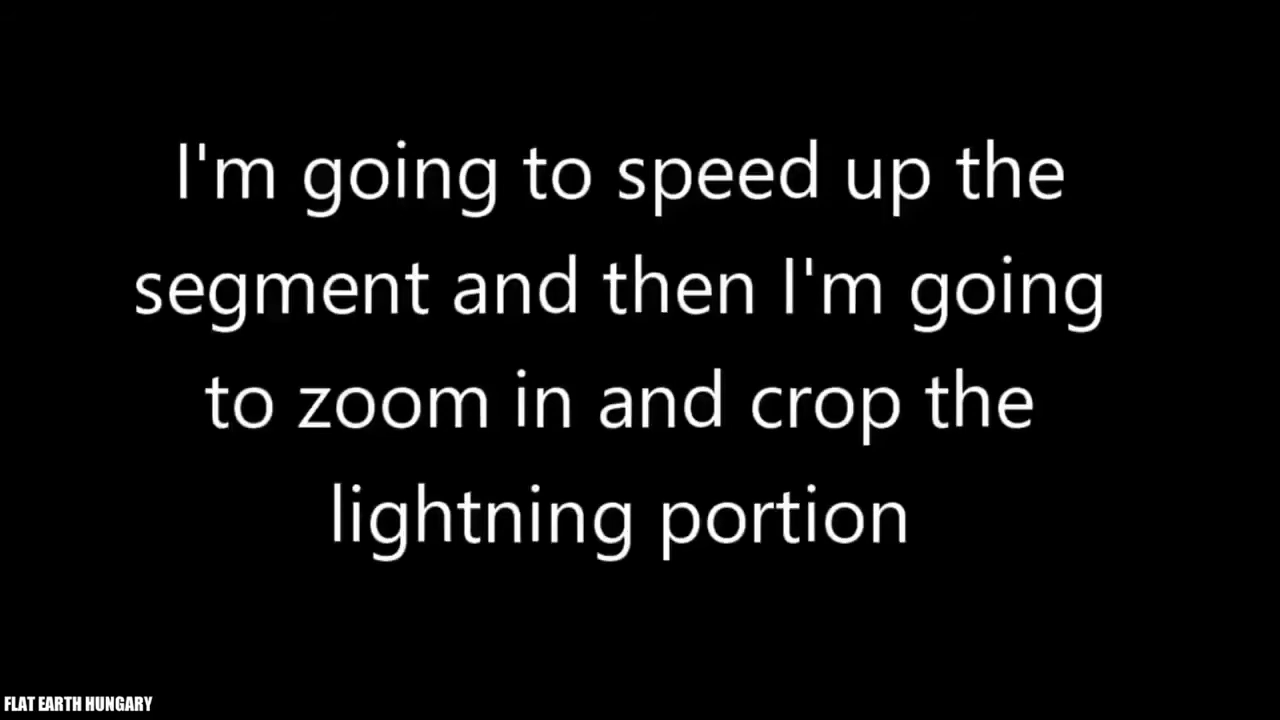 I'm going to speed up the
segment and then I'm going
to zoom in and crop the
lightning portion
FLAT EARTH HUNGARY